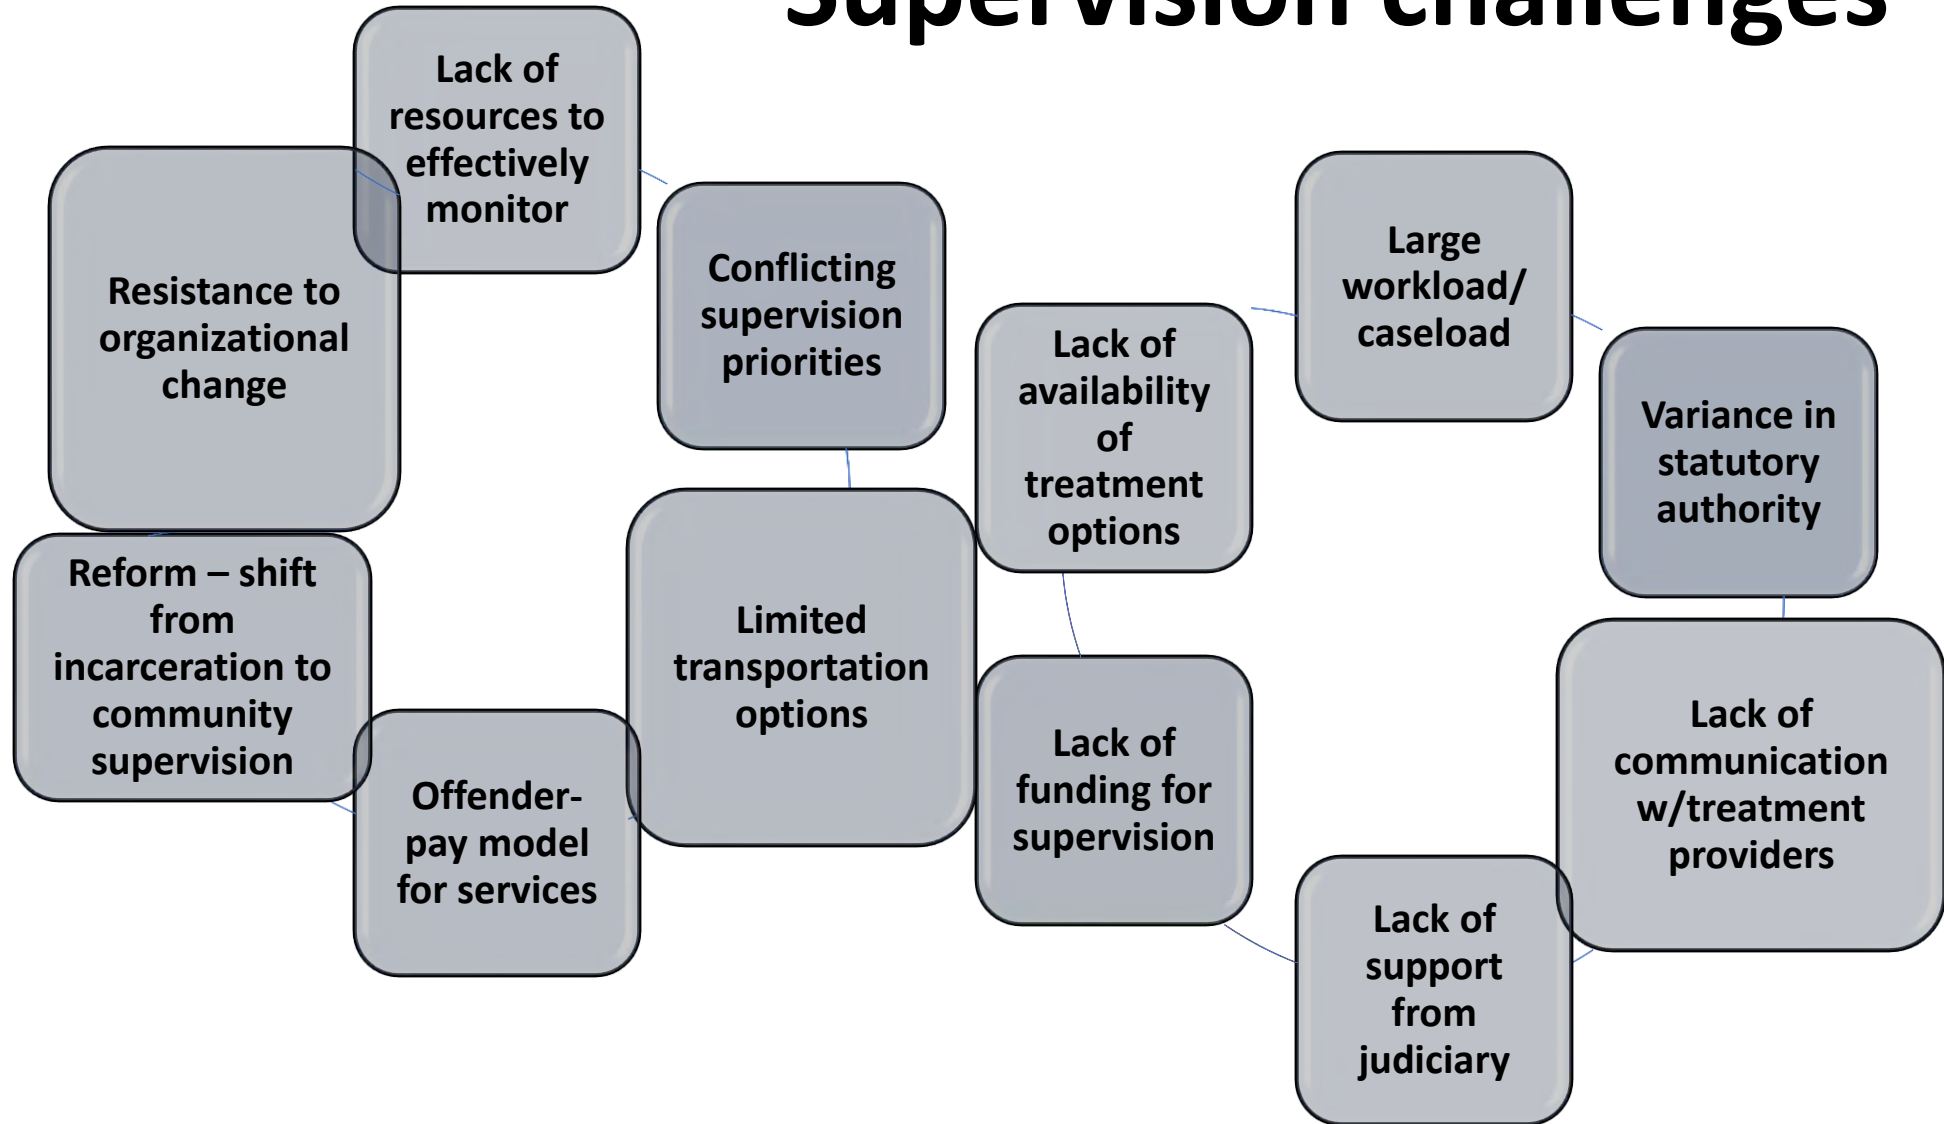 Supervision challenges
Lack of
resources to
effectively
monitor
Resistance to
organizational
change
Conflicting
supervision
priorities
Reform – shift
from
incarceration to
community
supervision
Offender-
pay model
for services
Limited
transportation
options
Large
workload/
caseload
Lack of
availability
of
treatment
options
Variance in
statutory
authority
Lack of
funding for
supervision
Lack of
communication
w/treatment
providers
Lack of
support
from
judiciary